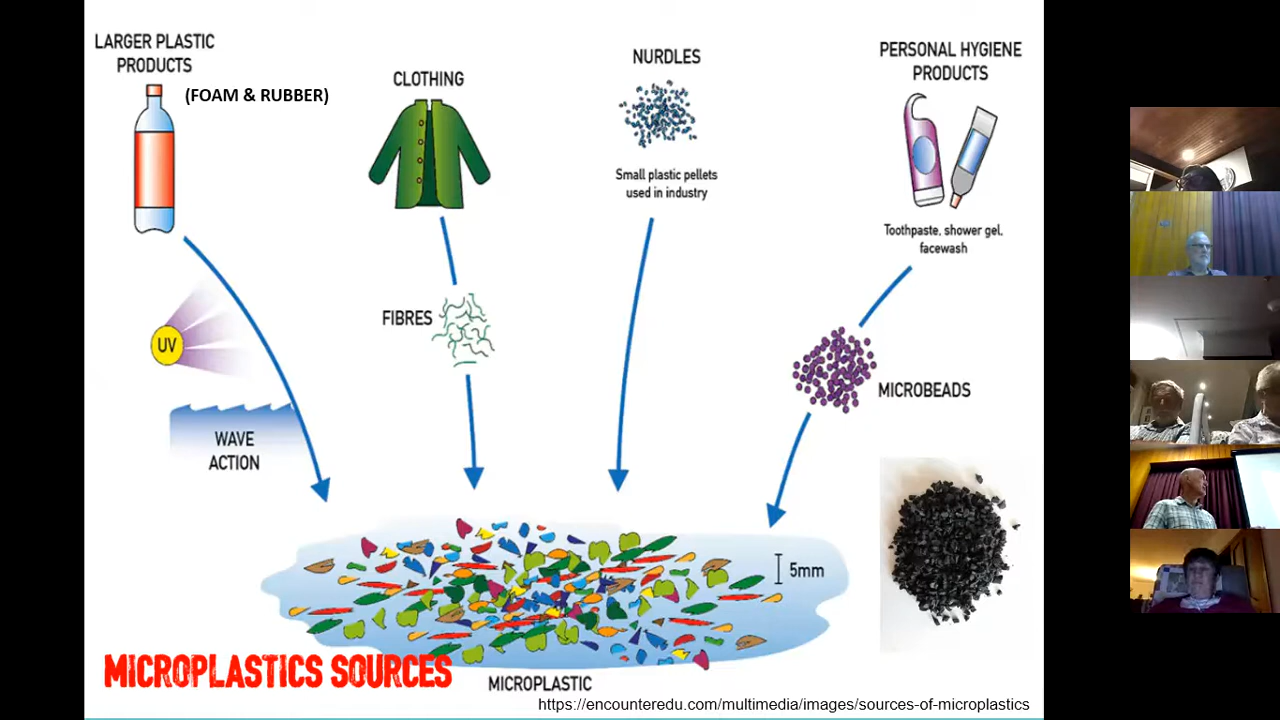 LARGER PLASTIC
PRODUCTS
(FOAM & RUBBER)
CLOTHING
NURDLES
Small plastic pellets
used in industry
PERSONAL HYGIENE
PRODUCTS
Toothpaste, shower gel,
facewash
UV
WAVE
ACTION
FIBRES
MICROBEADS
5mm
MICROPLASTICS SOURCES
MICROPLASTIC
https://encounteredu.com/multimedia/images/sources-of-microplastics